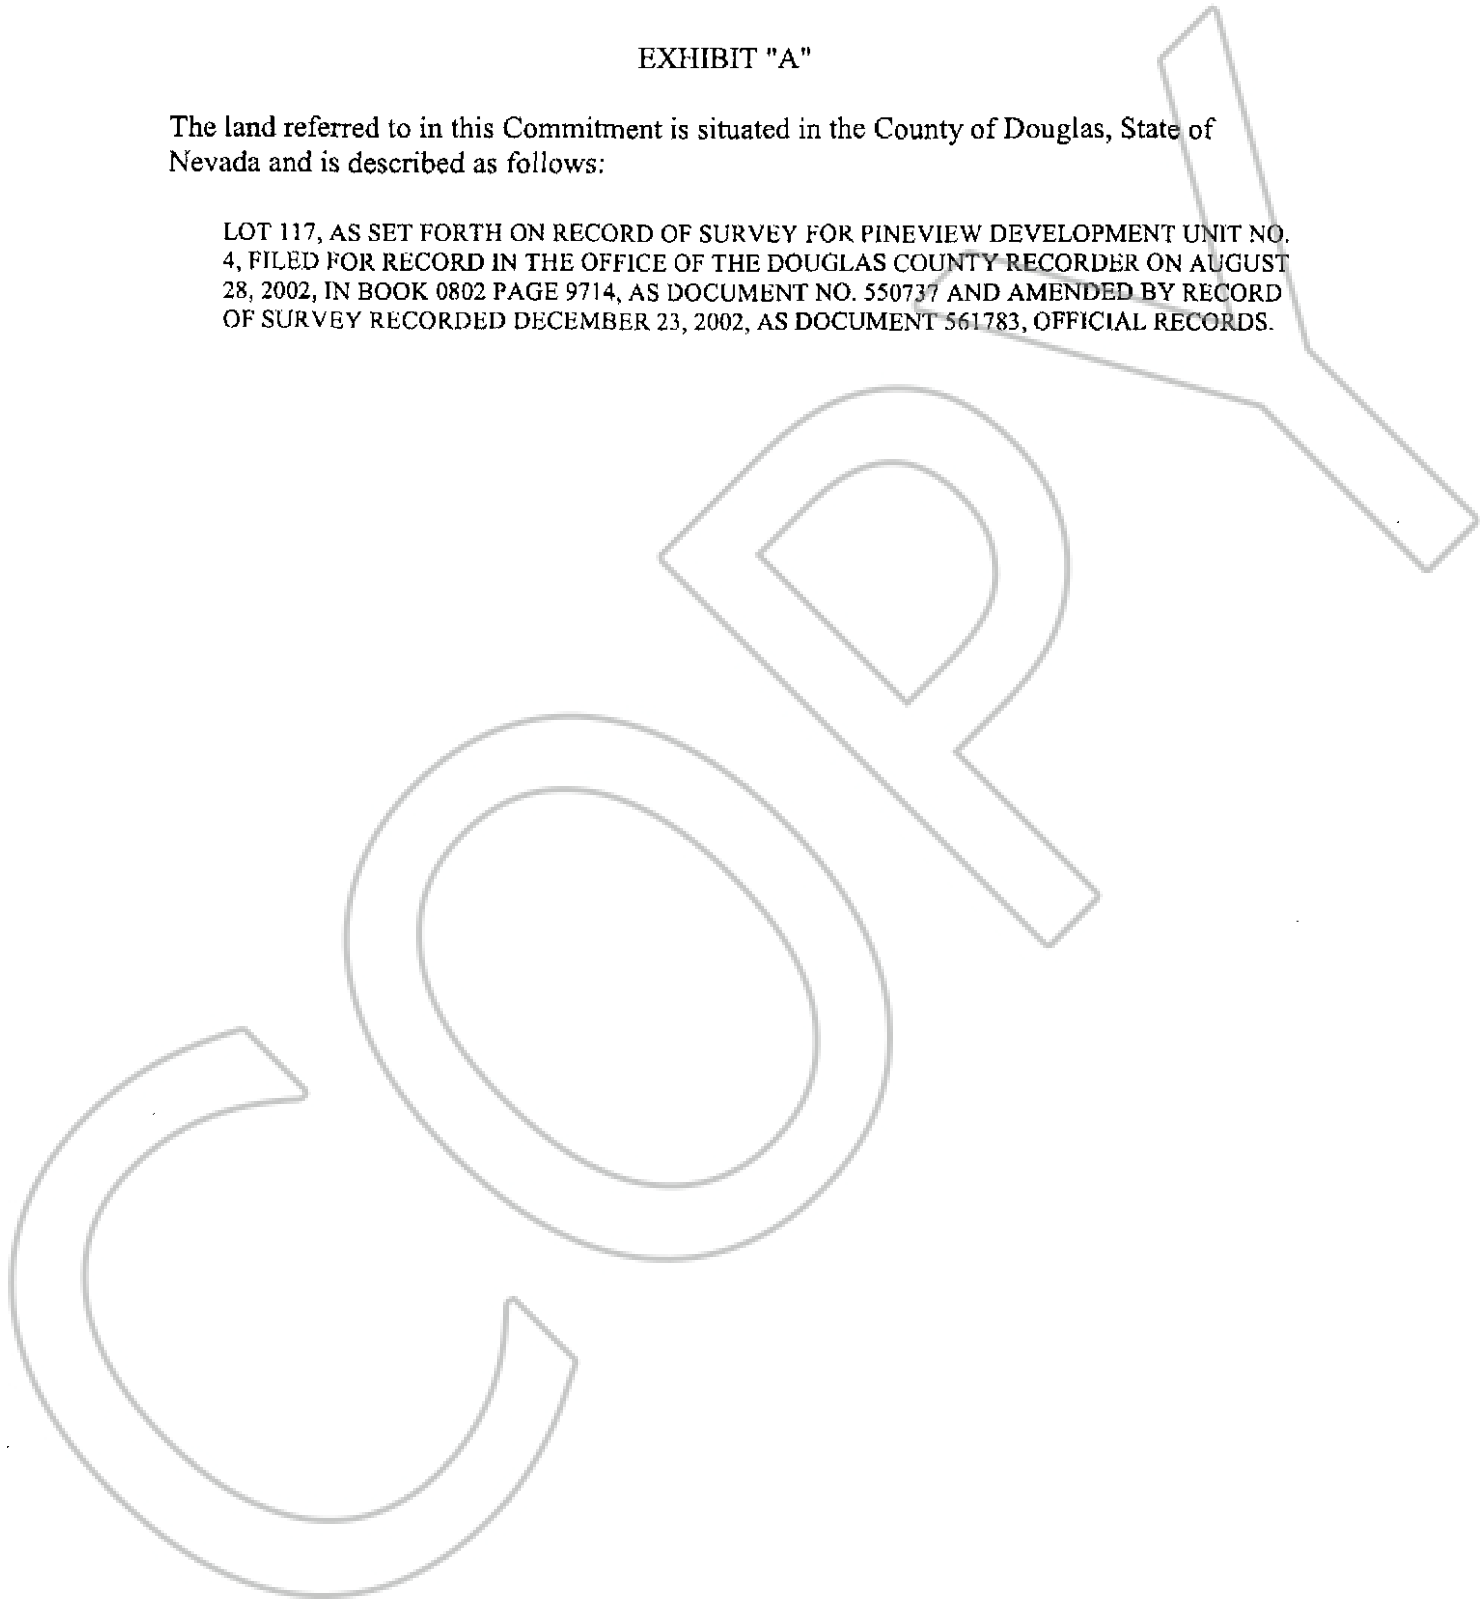 EXHIBIT "A"
The land referred to in this Commitment is situated in the County of Douglas, State of
Nevada and is described as follows:
LOT 117, AS SET FORTH ON RECORD OF SURVEY FOR PINEVIEW DEVELOPMENT UNIT NO.
4, FILED FOR RECORD IN THE OFFICE OF THE DOUGLAS COUNTY RECORDER ON AUGUST
28, 2002, IN BOOK 0802 PAGE 9714, AS DOCUMENT NO. 550737 AND AMENDED BY RECORD
OF SURVEY RECORDED DECEMBER 23, 2002, AS DOCUMENT 561783, OFFICIAL RECORDS.
COPY